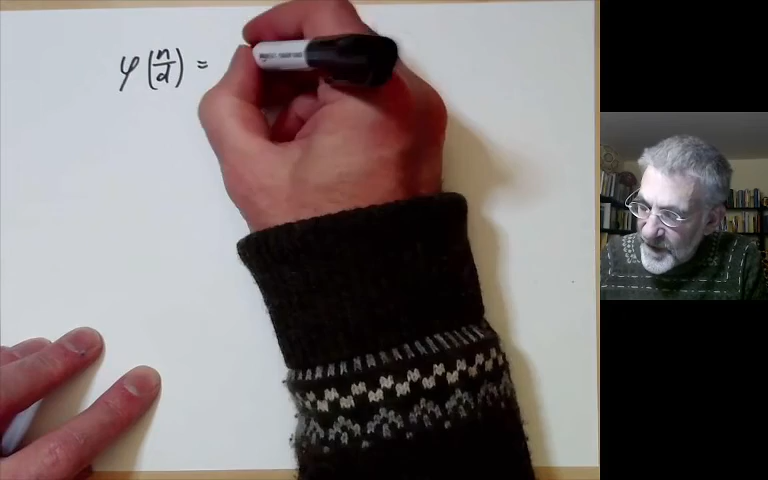 φ(n/d) =